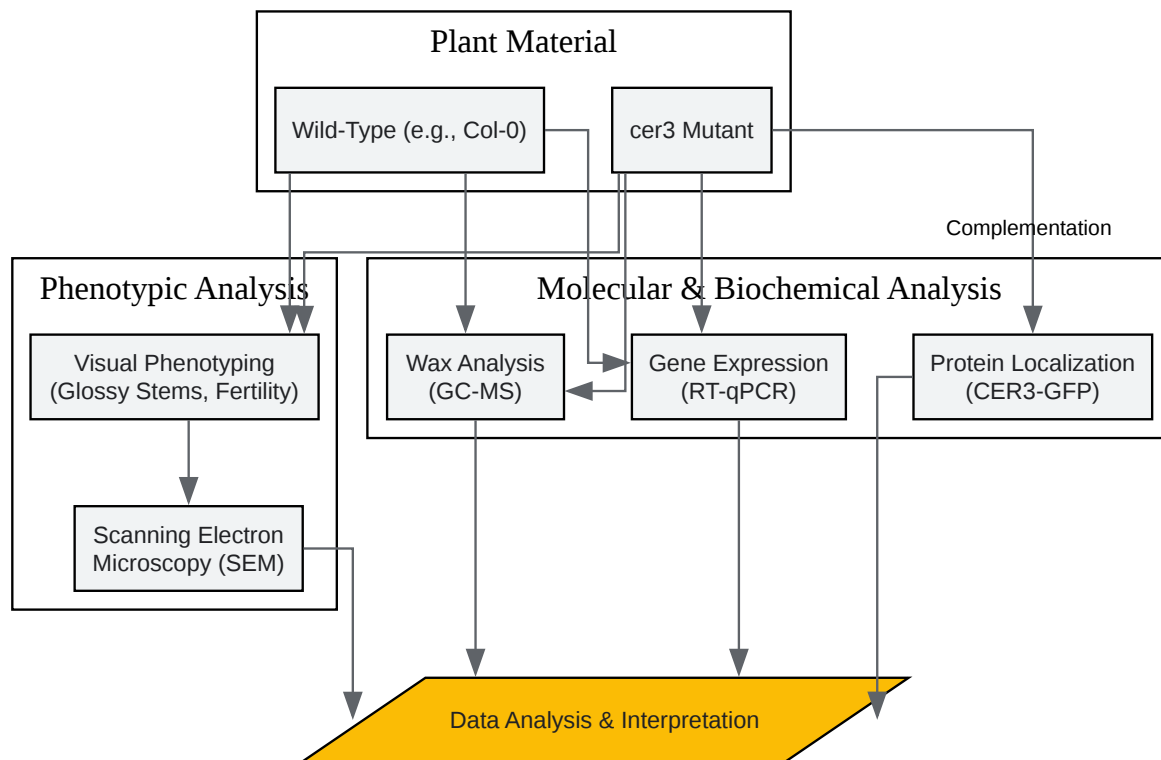 Plant Material
Wild-Type (e.g., Col-0)
cer3 Mutant
Complementation
Phenotypic Analysis
Molecular & Biochemical Analysis
Visual Phenotyping
(Glossy Stems, Fertility)
Wax Analysis
(GC-MS)
Gene Expression
(RT-qPCR)
Protein Localization
(CER3-GFP)
Scanning Electron
Microscopy (SEM)
Data Analysis & Interpretation